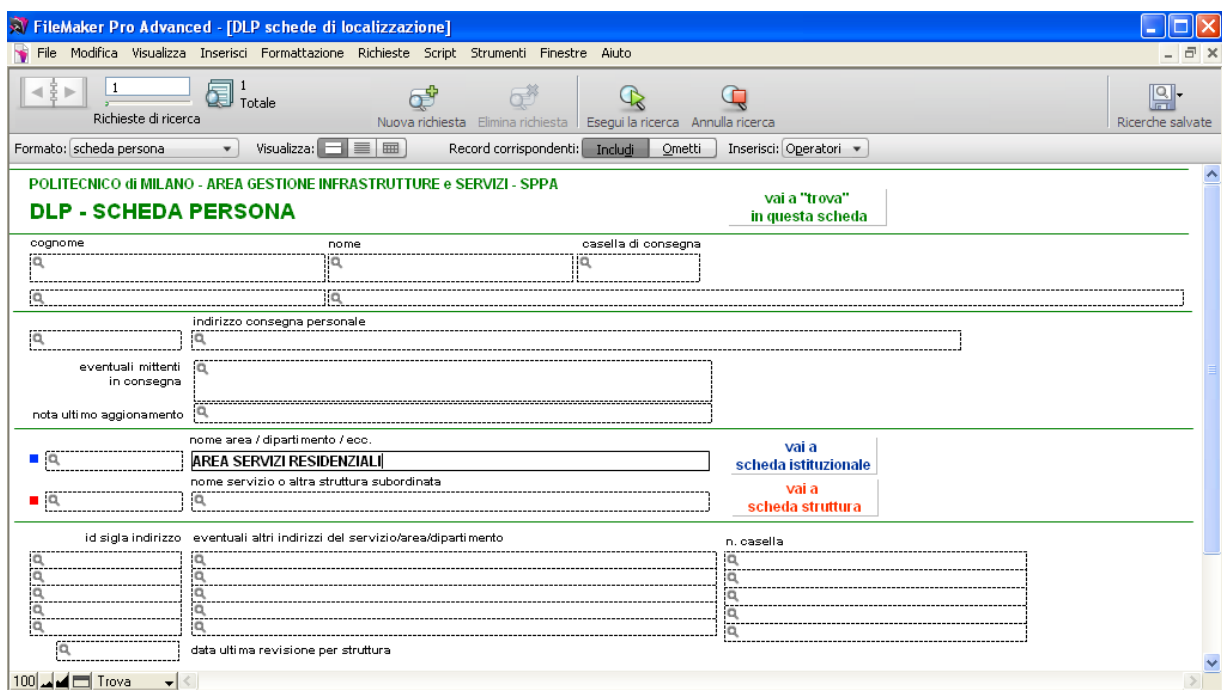 FileMaker Pro Advanced - [DLP schede di localizzazione]
File Modifica Visualizza Inserisci Formattazione Richieste Script Strumenti Finestre Aiuto
1
1
Totale
Richieste di ricerca
Nuova richiesta Elimina richiesta Esegui la ricerca Annulla ricerca
Ricerche salvate
Formato: scheda persona Visualizza: Record corrispondenti: Includi Ometti Inserisci: Operatori
POLITECNICO di MILANO - AREA GESTIONE INFRASTRUTTURE e SERVIZI - SPPA
DLP - SCHEDA PERSONA
vai a "trova"
in questa scheda
cognome nome casella di consegna
indirizzo consegna personale
eventuali mittenti
in consegna
nota ultimo aggionamento
nome area / dipartimento / ecc.
AREA SERVIZI RESIDENZIALI
vai a
scheda istituzionale
nome servizio o altra struttura subordinata
vai a
scheda struttura
id sigla indirizzo eventuali altri indirizzi del servizio/area/dipartimento n. casella
data ultima revisione per struttura
100 Trova